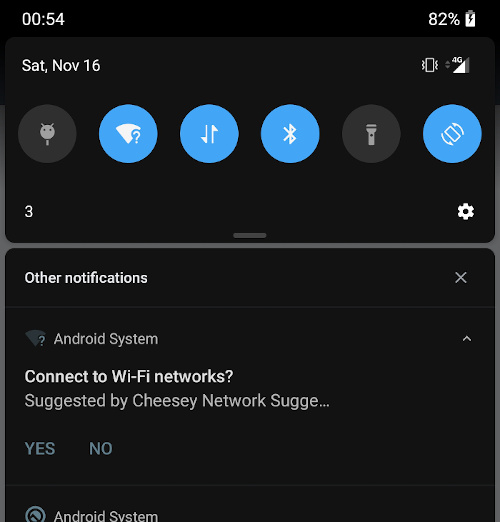 00:54 82%
Sat, Nov 16 4G
3
Other notifications
Android System
Connect to Wi-Fi networks?
Suggested by Cheesey Network Sugge...
YES NO
Android System